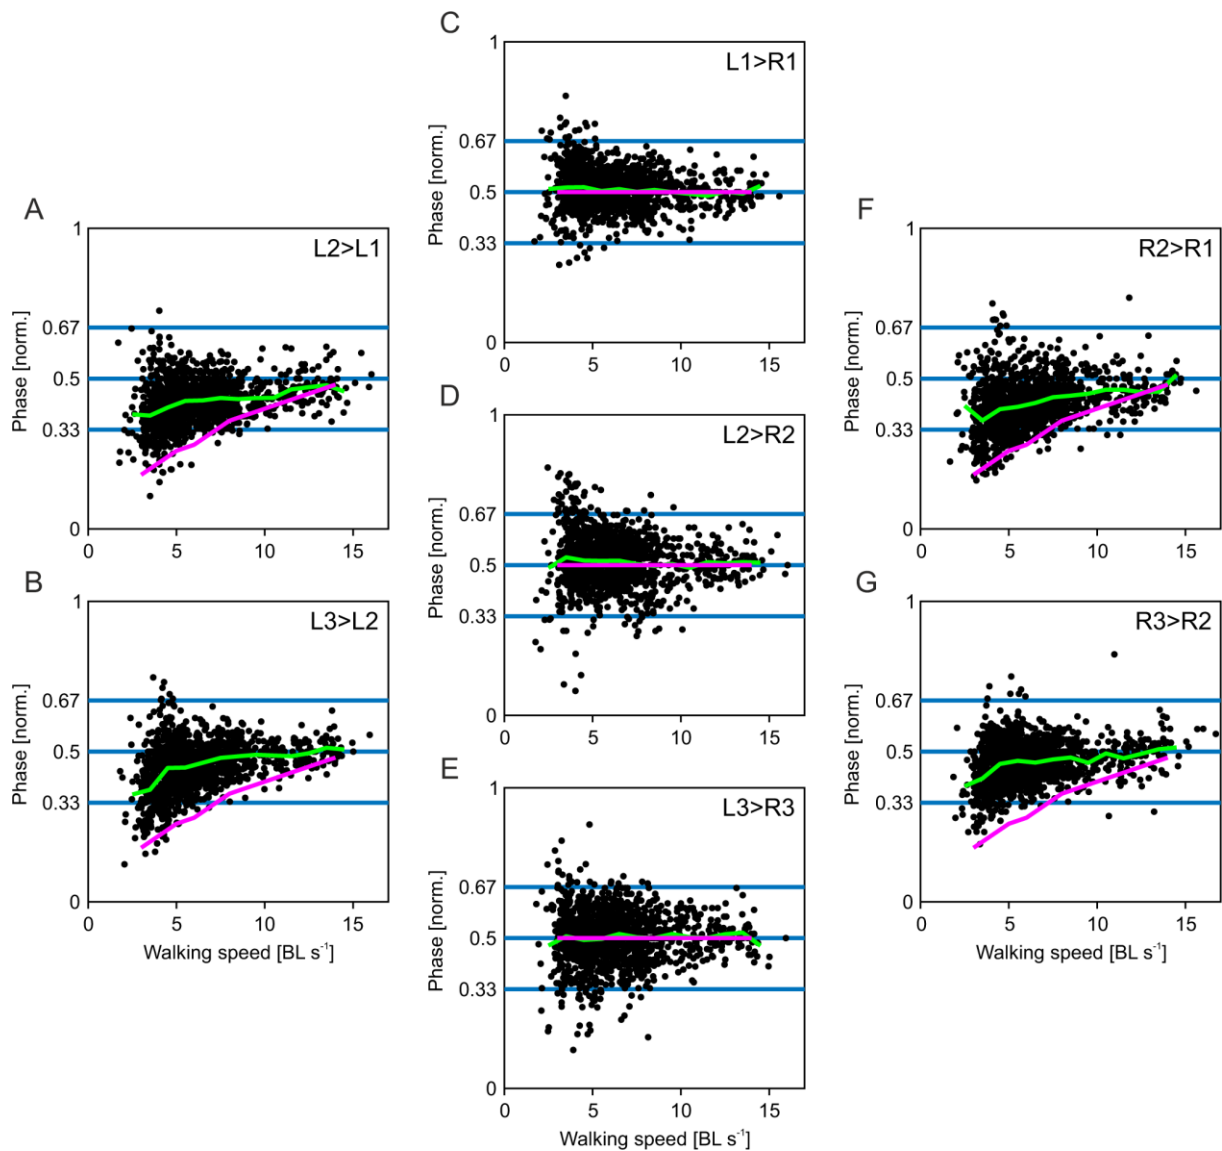 C
1
L1>R1
0.67
0.5
0.33
0
Phase [norm.]
0 5 10 15
A
1
L2>L1
0.67
0.5
0.33
0
Phase [norm.]
0 5 10 15
F
1
R2>R1
0.67
0.5
0.33
0
Phase [norm.]
0 5 10 15
D
1
L2>R2
0.67
0.5
0.33
0
Phase [norm.]
0 5 10 15
B
1
L3>L2
0.67
0.5
0.33
0
Phase [norm.]
0 5 10 15
Walking speed [BL s⁻¹]
G
1
R3>R2
0.67
0.5
0.33
0
Phase [norm.]
0 5 10 15
Walking speed [BL s⁻¹]
E
1
L3>R3
0.67
0.5
0.33
0
Phase [norm.]
0 5 10 15
Walking speed [BL s⁻¹]